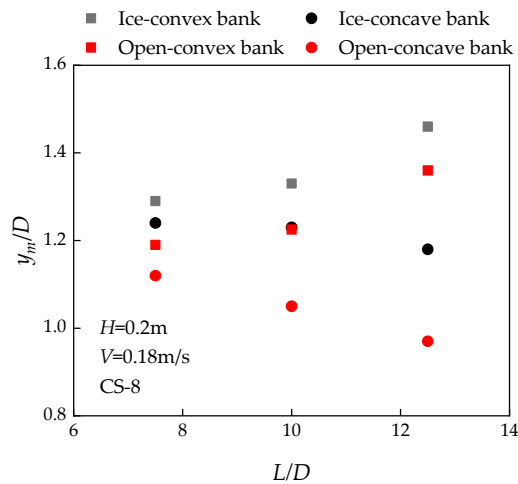 Ice-convex bank Ice-concave bank
Open-convex bank Open-concave bank
1.6
1.4
1.2
1.0
0.8
y_m/D
H=0.2m
V=0.18m/s
CS-8
6 8 10 12 14
L/D